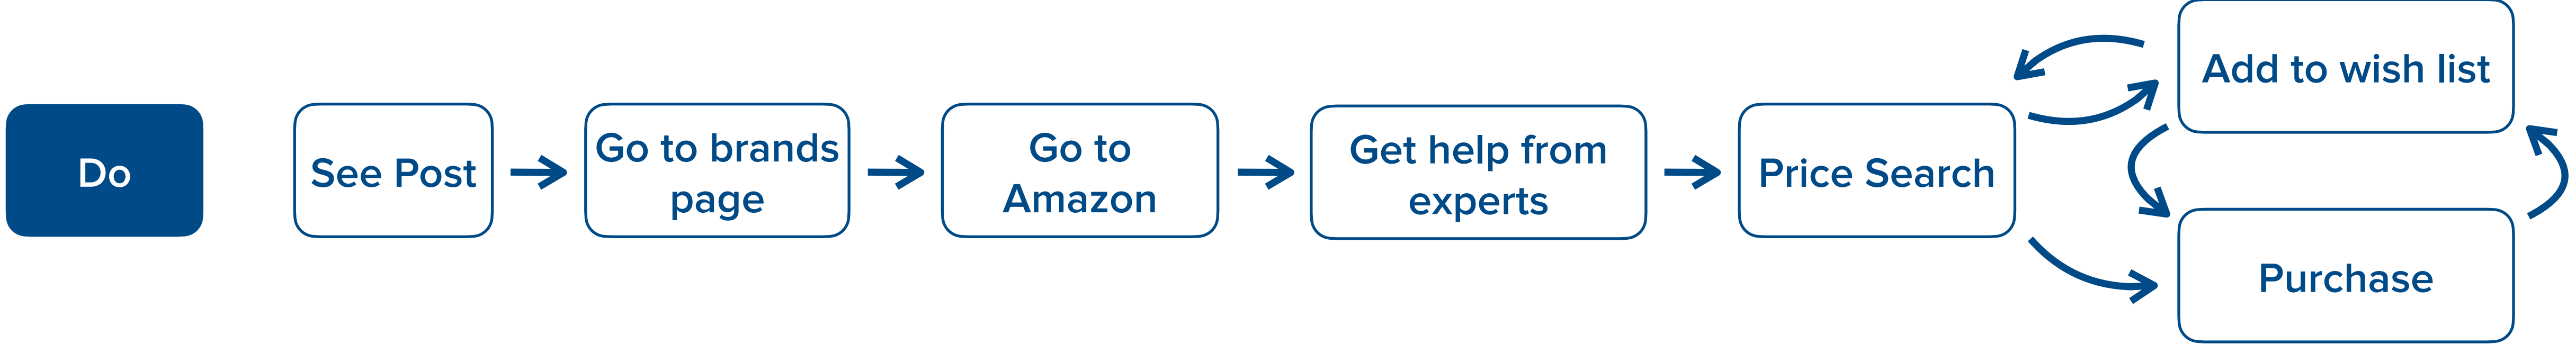 Do
See Post
Go to brands
page
Go to
Amazon
Get help from
experts
Price Search
Add to wish list
Purchase